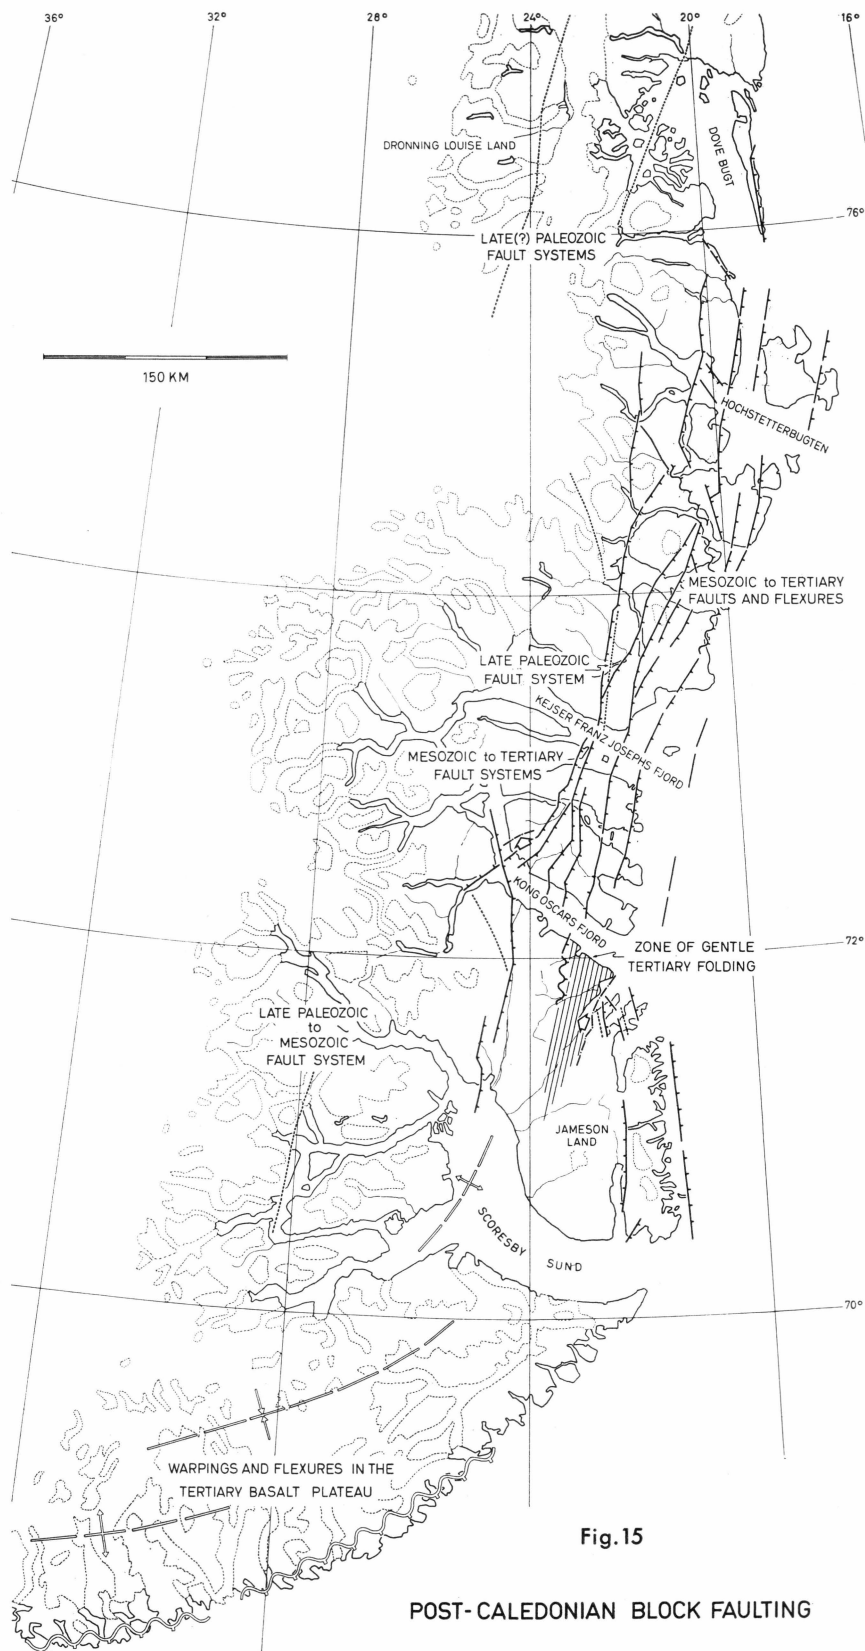 36° 32° 28° 24° 20° 16°
DRONNING LOUISE LAND
DOVE BUGT
76°
LATE(?) PALEOZOIC
FAULT SYSTEMS
150 KM
HOCHSTETTERBUGTEN
MESOZOIC to TERTIARY
FAULTS AND FLEXURES
LATE PALEOZOIC
FAULT SYSTEM
KEJSER FRANZ JOSEPHS FJORD
MESOZOIC to TERTIARY
FAULT SYSTEMS
KONG OSCARS FJORD
72°
ZONE OF GENTLE
TERTIARY FOLDING
LATE PALEOZOIC
to
MESOZOIC
FAULT SYSTEM
JAMESON
LAND
SCORESBY
SUND
70°
WARPINGS AND FLEXURES IN THE
TERTIARY BASALT PLATEAU
Fig. 15
POST-CALEDONIAN BLOCK FAULTING